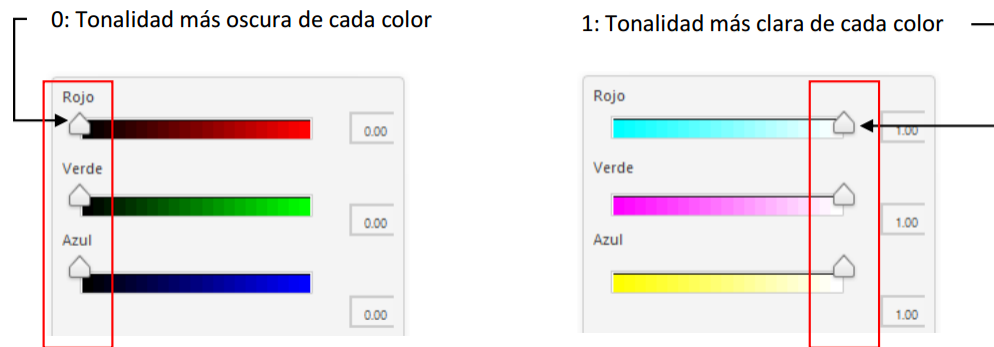 0: Tonalidad más oscura de cada color
1: Tonalidad más clara de cada color
Rojo
0.00
Verde
0.00
Azul
0.00
Rojo
1.00
Verde
1.00
Azul
1.00